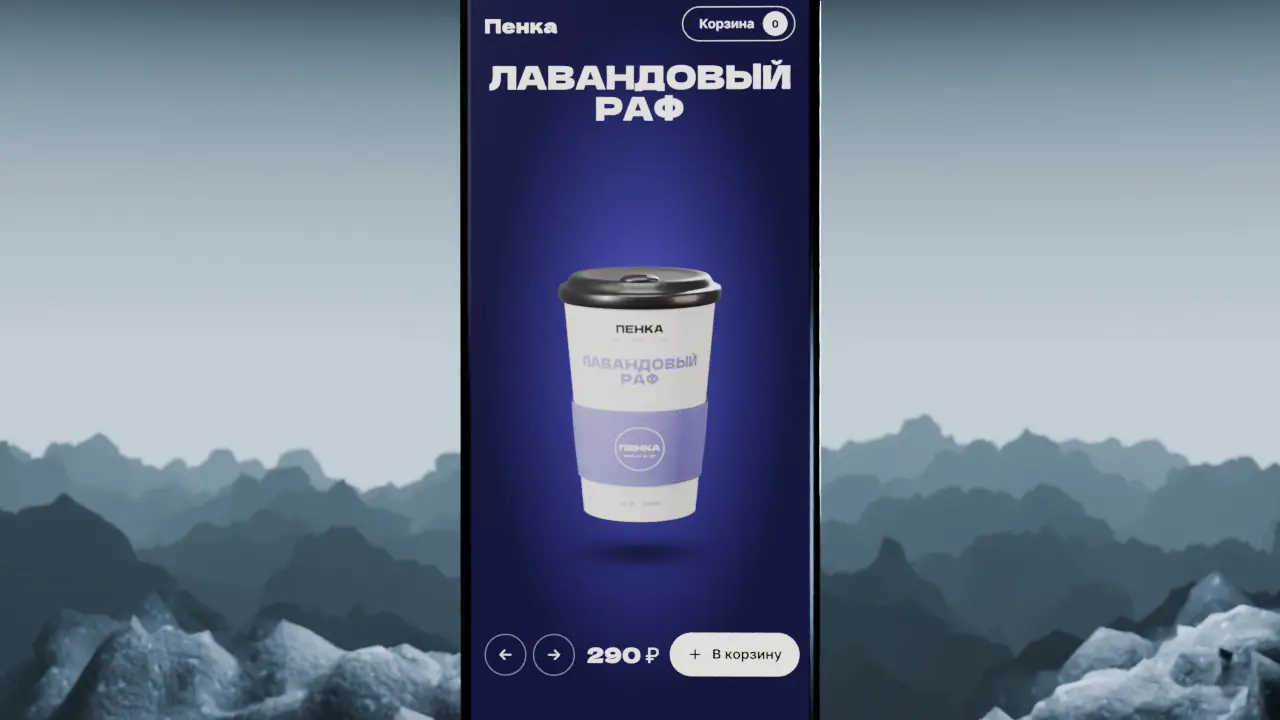 Пенка
Корзина 0
ЛАВАНДОВЫЙ
РАФ
ПЕНКА
ЛАВАНДОВЫЙ
РАФ
ПЕНКА
← → 290 ₽ + В корзину